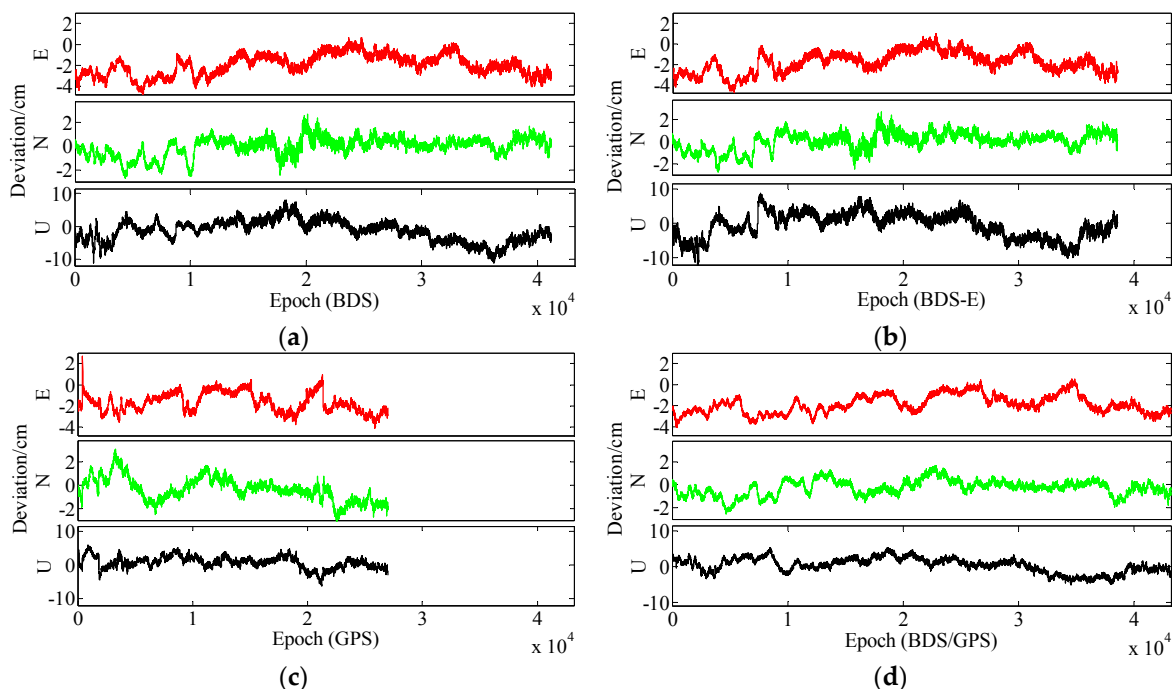 2
0
-2
-4
E
2
0
-2
N
Deviation/cm
10
0
-10
U
0 1 2 3 4
x 10^4
Epoch (BDS)
(a)
2
0
-2
-4
E
2
0
-2
N
Deviation/cm
10
0
-10
U
0 1 2 3 4
x 10^4
Epoch (BDS-E)
(b)
2
0
-2
-4
E
2
0
-2
N
Deviation/cm
10
0
-10
U
0 1 2 3 4
x 10^4
Epoch (GPS)
(c)
2
0
-2
-4
E
2
0
-2
N
Deviation/cm
10
0
-10
U
0 1 2 3 4
x 10^4
Epoch (BDS/GPS)
(d)